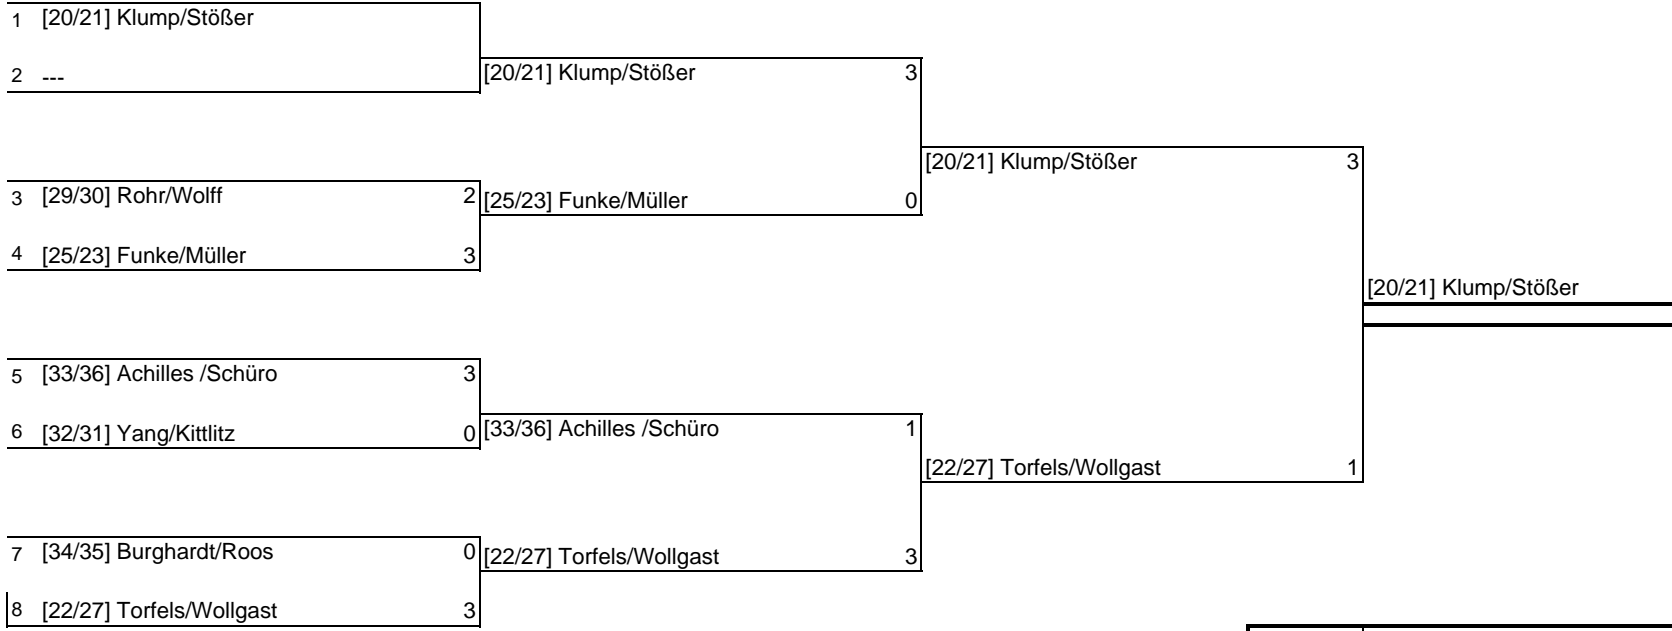 1 [20/21] Klump/Stößer
2 ---
[20/21] Klump/Stößer 3
[20/21] Klump/Stößer 3
3 [29/30] Rohr/Wolff 2
[25/23] Funke/Müller 0
4 [25/23] Funke/Müller 3
[20/21] Klump/Stößer
5 [33/36] Achilles /Schüro 3
6 [32/31] Yang/Kittlitz 0
[33/36] Achilles /Schüro 1
[22/27] Torfels/Wollgast 1
7 [34/35] Burghardt/Roos 0
[22/27] Torfels/Wollgast 3
8 [22/27] Torfels/Wollgast 3